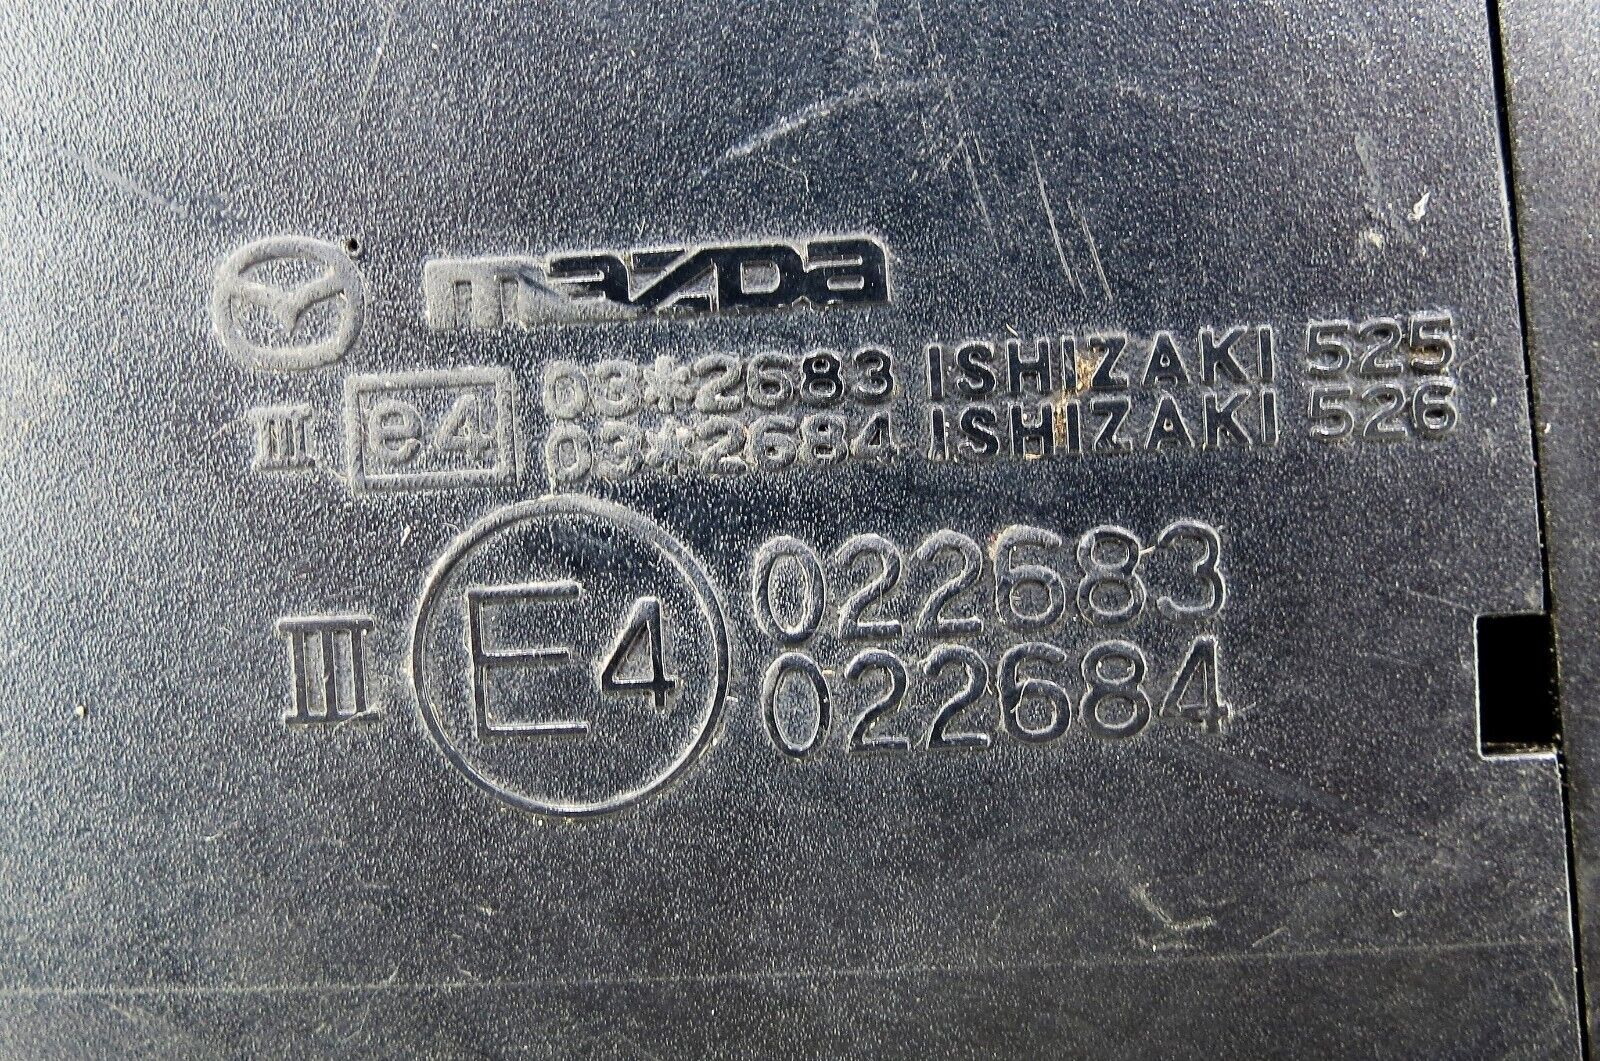 mazda
III e4 03*2683 ISHIZAKI 525
03*2684 ISHIZAKI 526
III E4 022683
022684